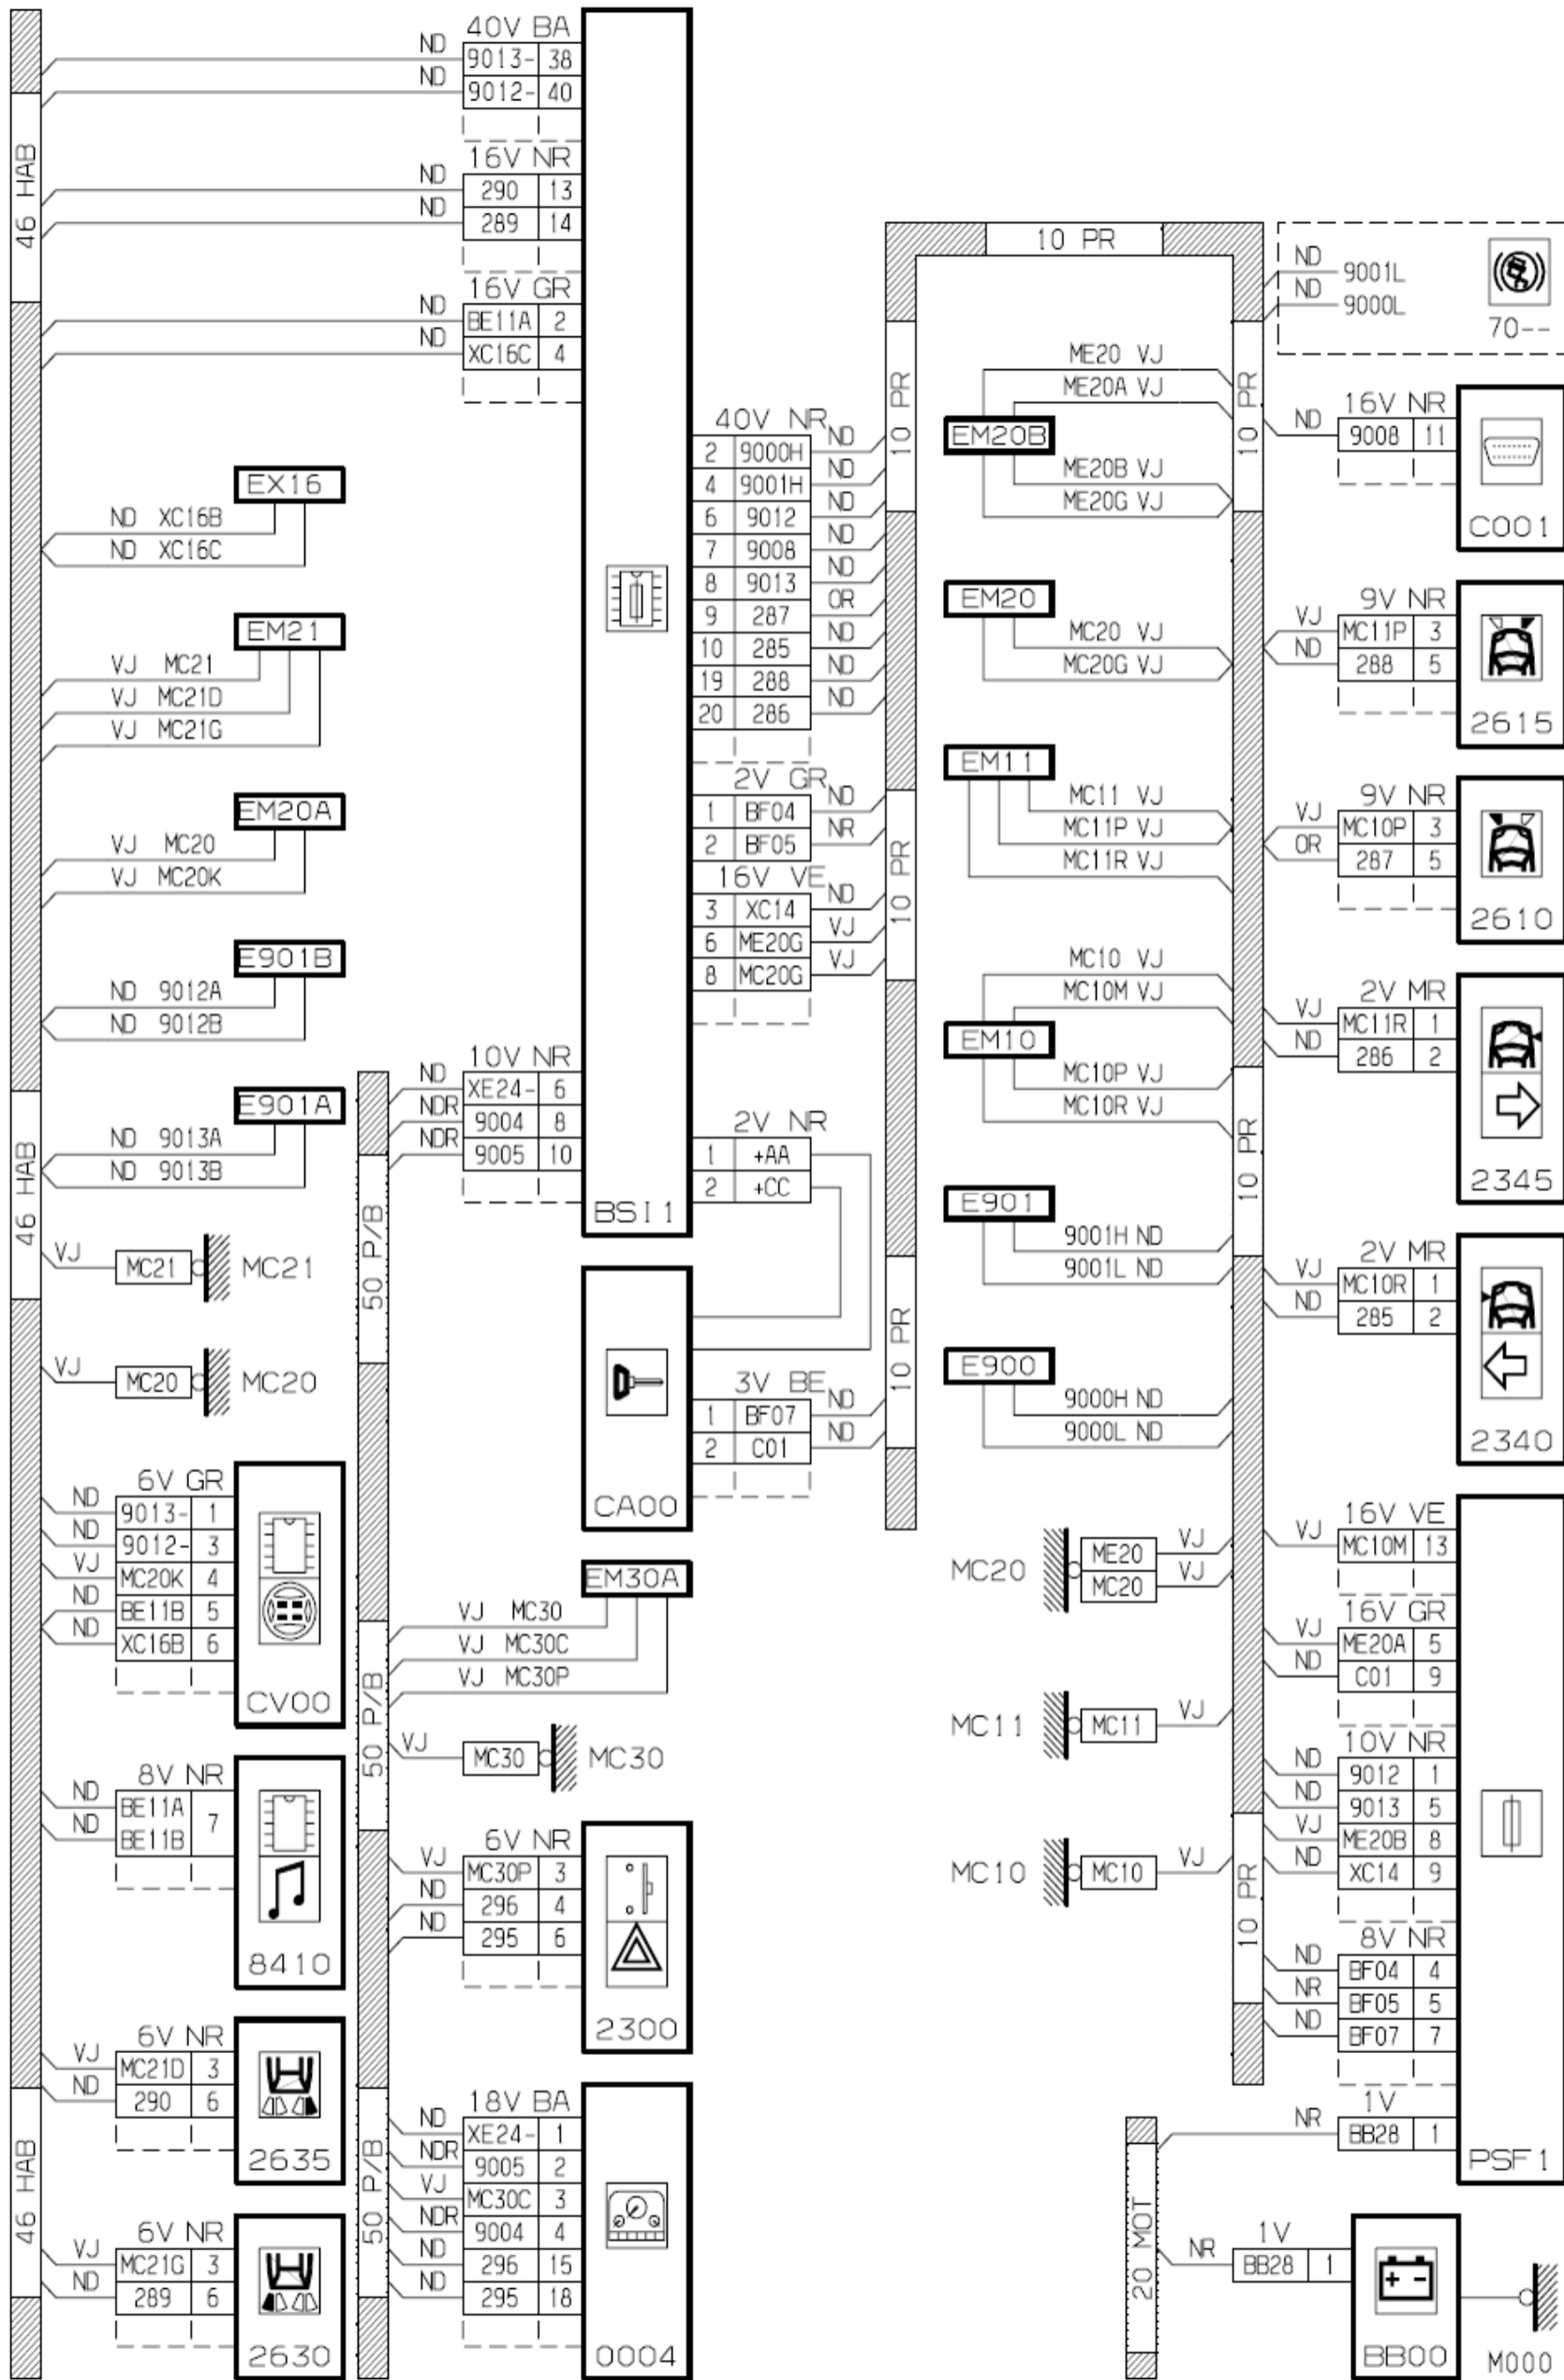 46 HAB
ND
ND
40V BA
9013- 38
9012- 40
ND
ND
16V NR
290 13
289 14
ND
ND
16V GR
BE11A 2
XC16C 4
EX16
ND XC16B
ND XC16C
EM21
VJ MC21
VJ MC21D
VJ MC21G
EM20A
VJ MC20
VJ MC20K
E901B
ND 9012A
ND 9012B
46 HAB
E901A
ND 9013A
ND 9013B
VJ MC21 MC21
VJ MC20 MC20
6V GR
ND 9013- 1
ND 9012- 3
VJ MC20K 4
ND BE11B 5
ND XC16B 6
CV00
8V NR
ND BE11A
7
ND BE11B
8410
46 HAB
6V NR
VJ MC21D 3
ND 290 6
2635
6V NR
VJ MC21G 3
ND 289 6
2630
50 P/B
10V NR
ND XE24- 6
NDR 9004 8
NDR 9005 10
BSI1
40V NR
2 9000H ND
4 9001H ND
6 9012 ND
7 9008 ND
8 9013 ND
9 287 OR
10 285 ND
19 288 ND
20 286 ND
2V GR
1 BF04 ND
2 BF05 NR
16V VE
3 XC14 ND
6 ME20G VJ
8 MC20G VJ
2V NR
1 +AA
2 +CC
CA00
3V BE
1 BF07 ND
2 C01 ND
50 P/B
EM30A
VJ MC30
VJ MC30C
VJ MC30P
VJ MC30 MC30
6V NR
VJ MC30P 3
ND 296 4
ND 295 6
2300
50 P/B
18V BA
ND XE24- 1
NDR 9005 2
VJ MC30C 3
NDR 9004 4
ND 296 15
ND 295 18
0004
10 PR
10 PR
10 PR
10 PR
ME20 VJ
ME20A VJ
EM20B
ME20B VJ
ME20G VJ
EM20
MC20 VJ
MC20G VJ
EM11
MC11 VJ
MC11P VJ
MC11R VJ
MC10 VJ
MC10M VJ
EM10
MC10P VJ
MC10R VJ
E901
9001H ND
9001L ND
E900
9000H ND
9000L ND
MC20 ME20 VJ
MC20 VJ
MC11 MC11 VJ
MC10 MC10 VJ
10 PR
10 PR
10 PR
ND 9001L
ND 9000L
70--
16V NR
ND 9008 11
C001
9V NR
VJ MC11P 3
ND 288 5
2615
9V NR
VJ MC10P 3
OR 287 5
2610
2V MR
VJ MC11R 1
ND 286 2
2345
2V MR
VJ MC10R 1
ND 285 2
2340
16V VE
VJ MC10M 13
16V GR
VJ ME20A 5
ND C01 9
10V NR
ND 9012 1
ND 9013 5
VJ ME20B 8
ND XC14 9
8V NR
ND BF04 4
NR BF05 5
ND BF07 7
1V
NR BB28 1
PSF1
20 MOT
1V
NR BB28 1
+ -
BB00
M000